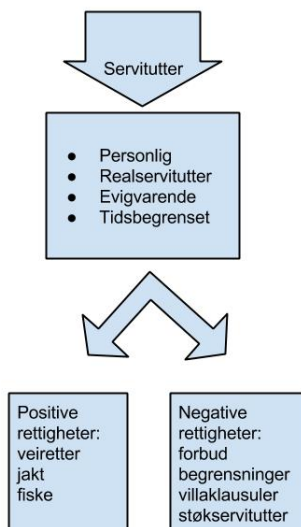 Servitutter
● Personlig
● Realservitutter
● Evigvarende
● Tidsbegrenset
Positive
rettigheter:
veiretter
jakt
fiske
Negative
rettigheter:
forbud
begrensninger
villaklausuler
støkservitutter